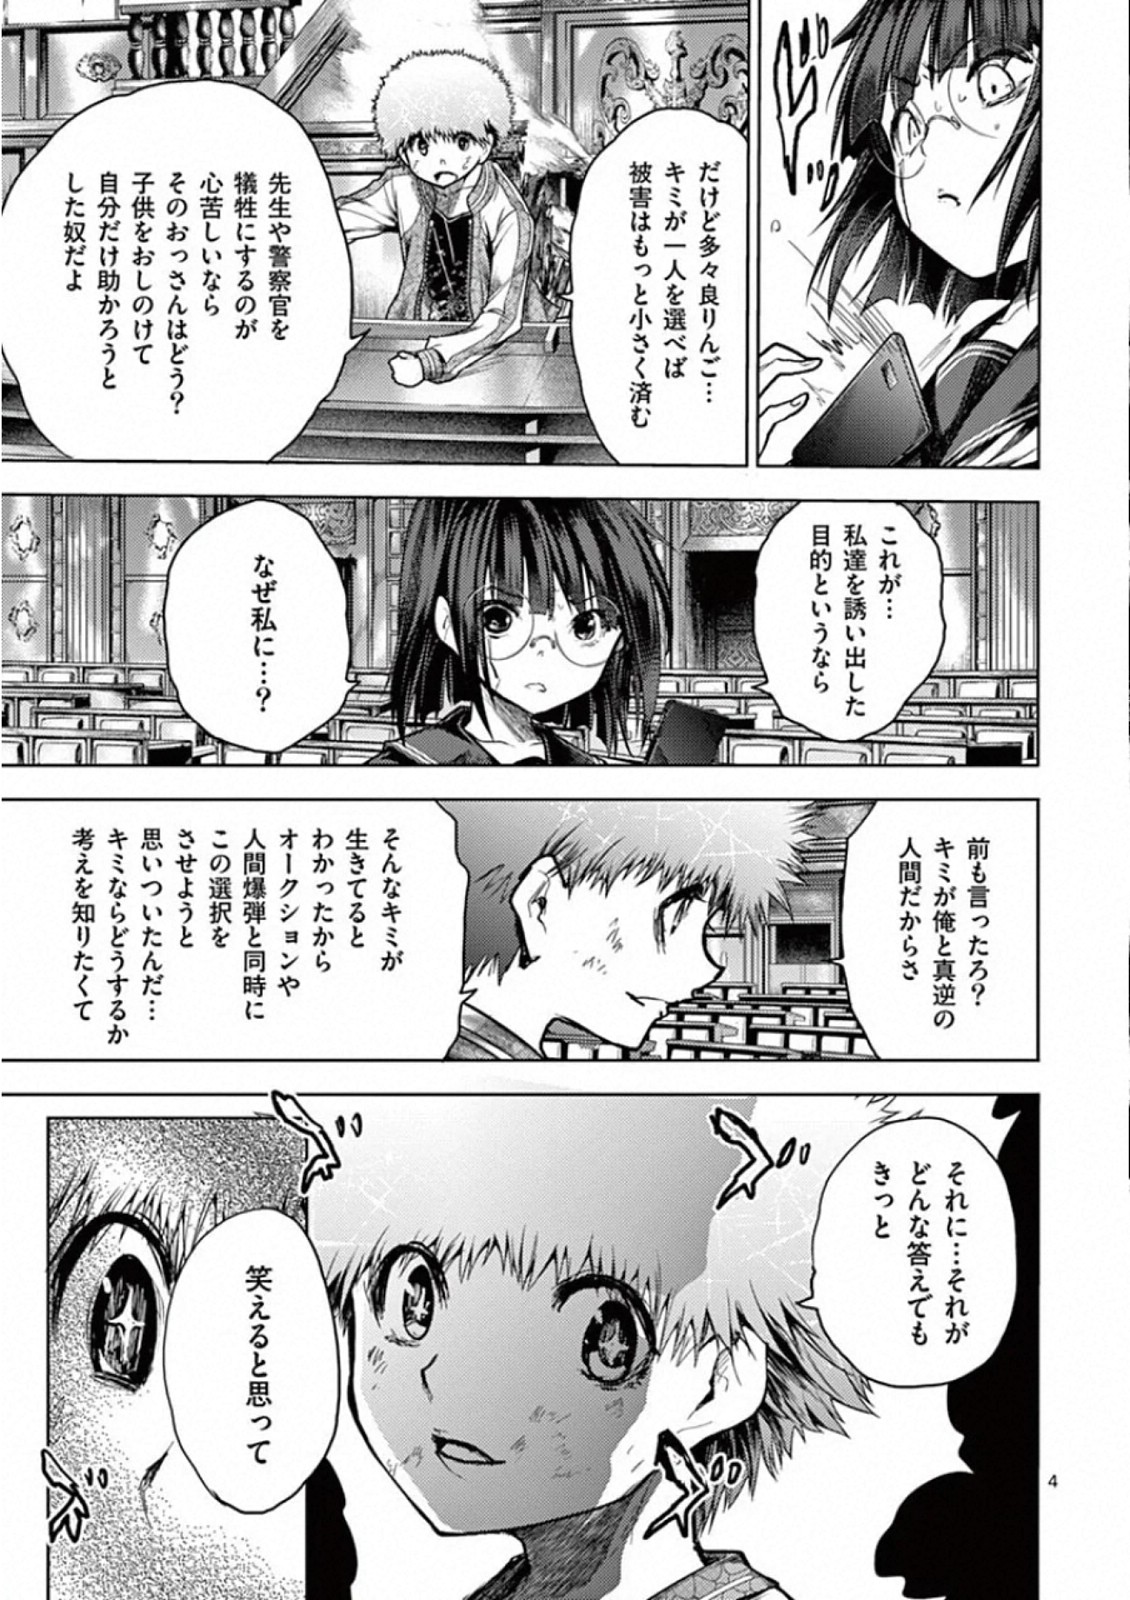 だけど多々良りんご…
キミが一人を選べば
被害はもっと小さく済む
先生や警察官を
犠牲にするのが
心苦しいなら
そのおっさんはどう？
子供をおしのけて
自分だけ助かろうと
した奴だよ
これが…
私達を誘い出した
目的というなら
なぜ私に…？
前も言ったろ？
キミが俺と真逆の
人間だからさ
そんなキミが
生きてると
わかったから
オークションや
人間爆弾と同時に
この選択を
させようと
思いついたんだ…
キミならどうするか
考えを知りたくて
それに…それが
どんな答えでも
きっと
笑えると思って
4